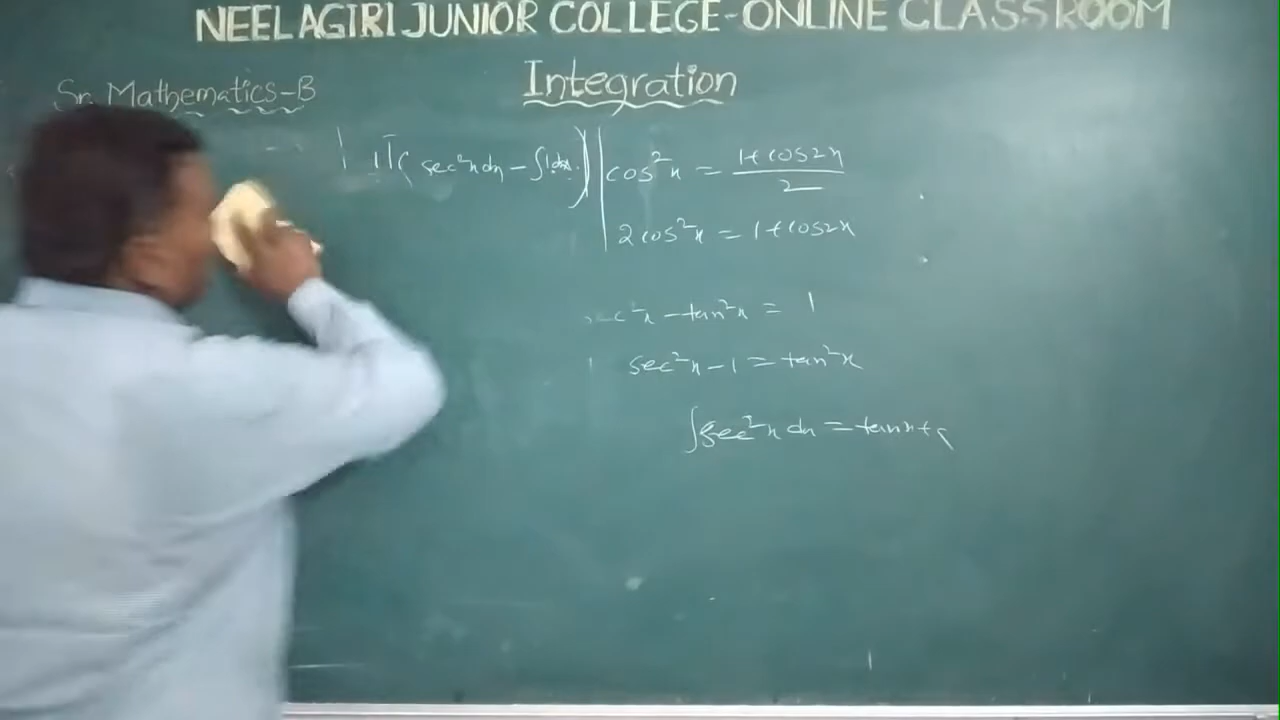 NEELAGIRI JUNIOR COLLEGE-ONLINE CLASSROOM
Integration
Sr. Mathematics-B
sec²x dx - ∫1dx.)
cos²x = (1+cos2x)/2
2cos²x = 1+cos2x
c²x - tan²x = 1
sec²x - 1 = tan²x
∫sec²x dx = tanx+c